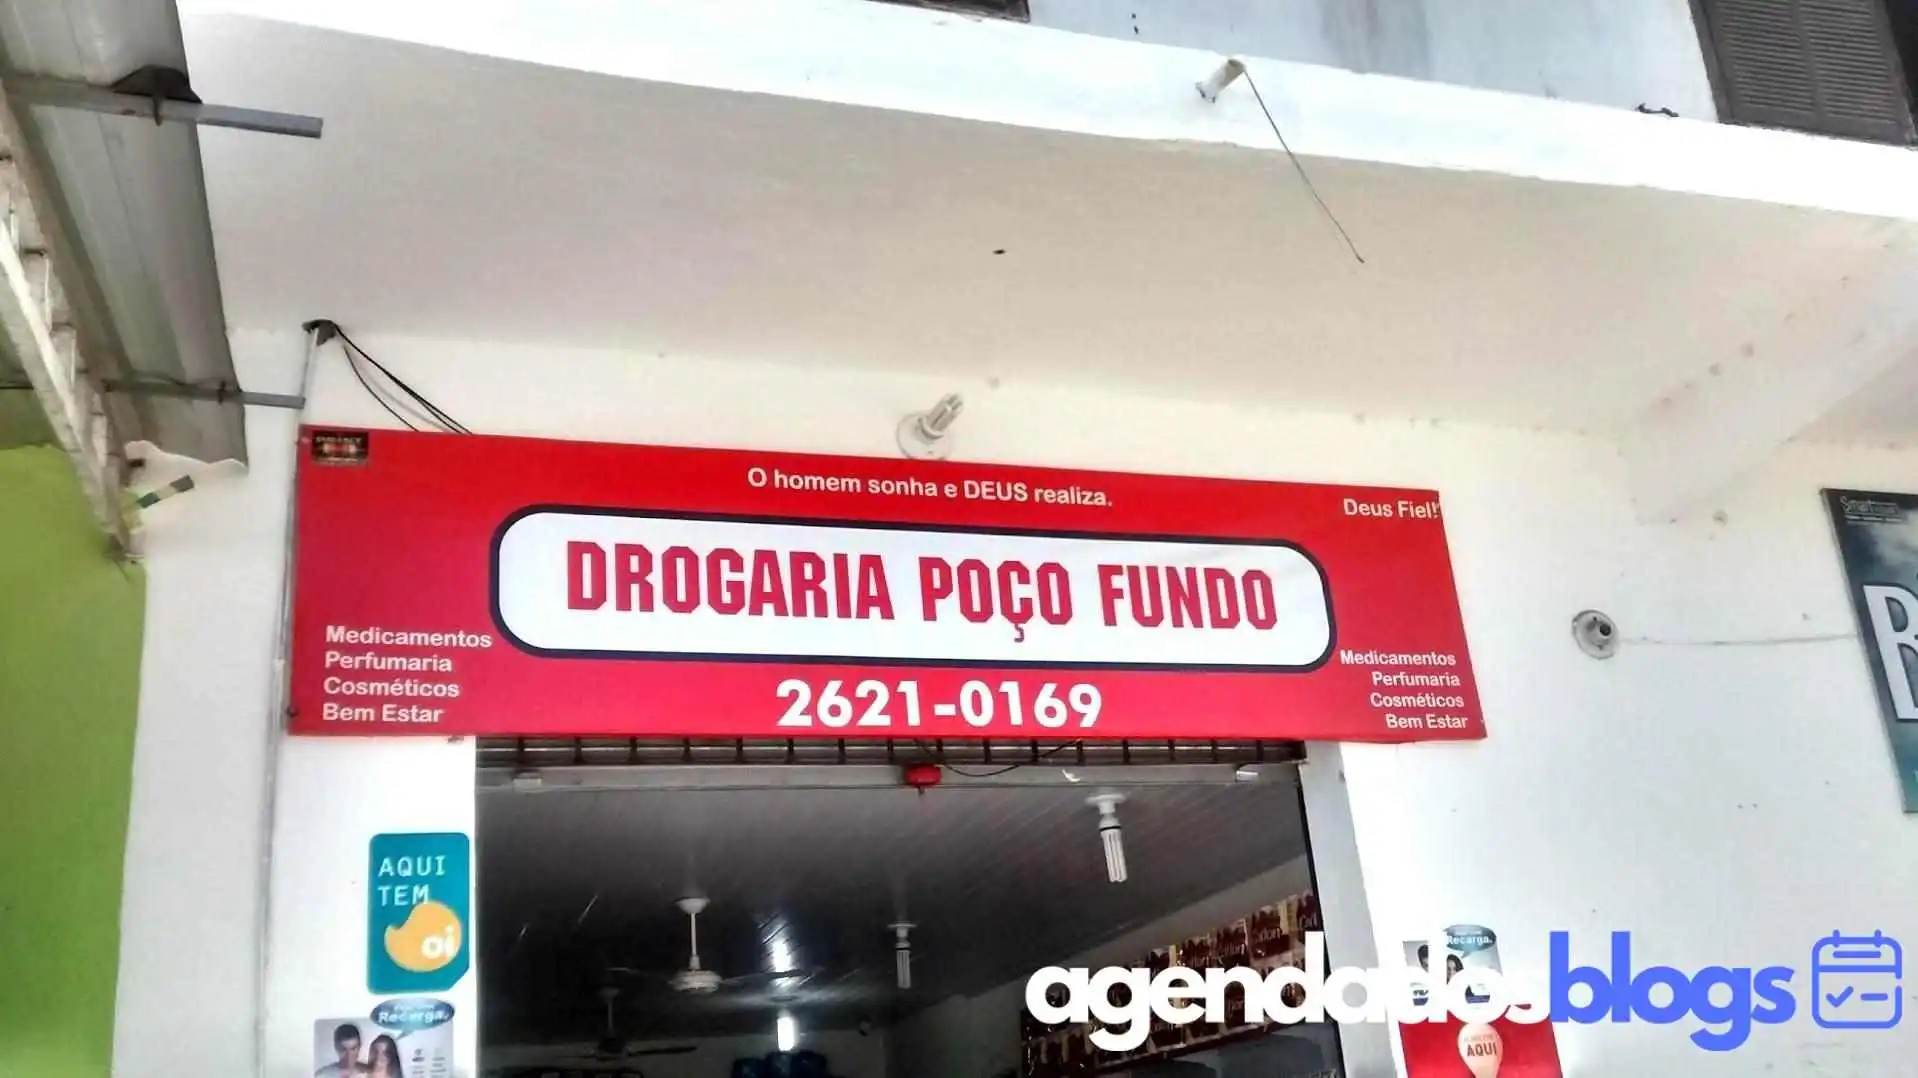 O homem sonha e DEUS realiza.
Deus Fiel!
DROGARIA POÇO FUNDO
Medicamentos
Perfumaria
Cosméticos
Bem Estar
2621-0169
Medicamentos
Perfumaria
Cosméticos
Bem Estar
AQUI
TEM
oi
Recarga.
Recarga.
AQUI
agendadosblogs